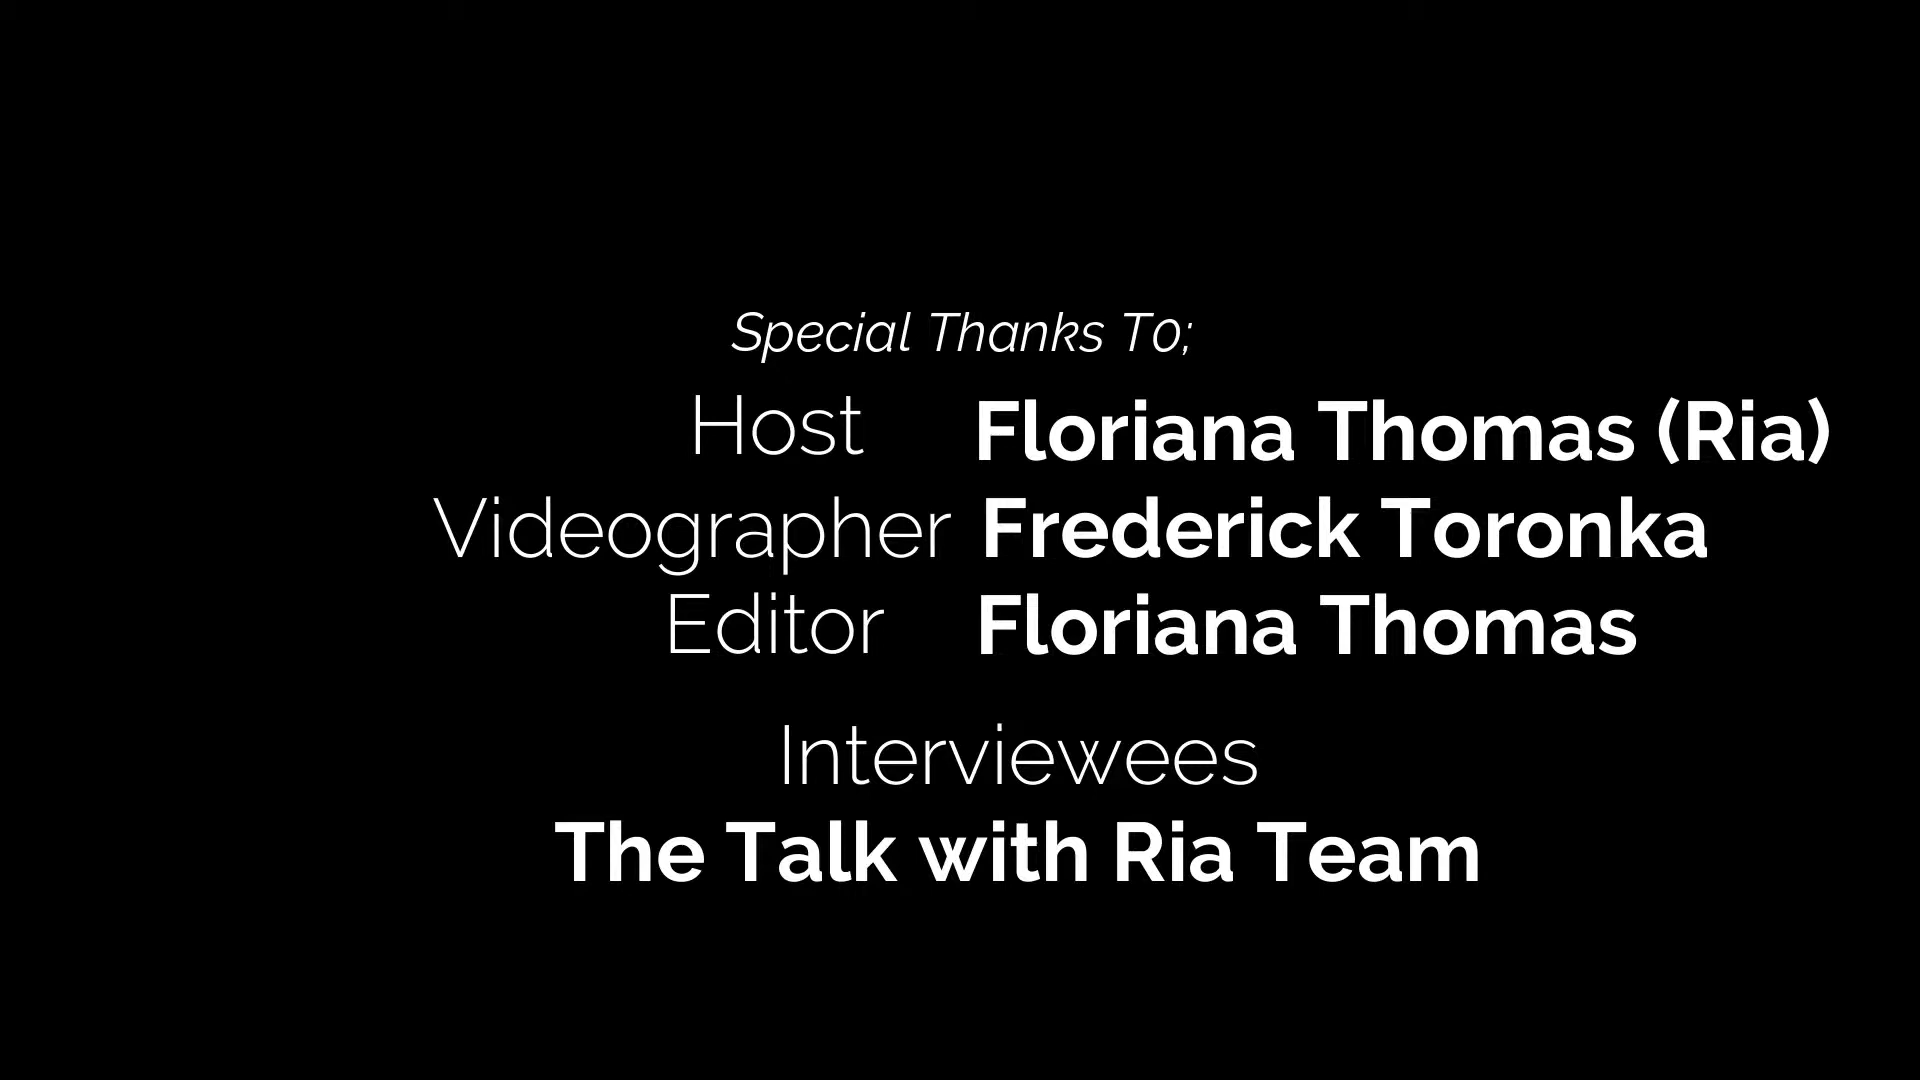 Special Thanks To;
Host Floriana Thomas (Ria)
Videographer Frederick Toronka
Editor Floriana Thomas
Interviewees
The Talk with Ria Team